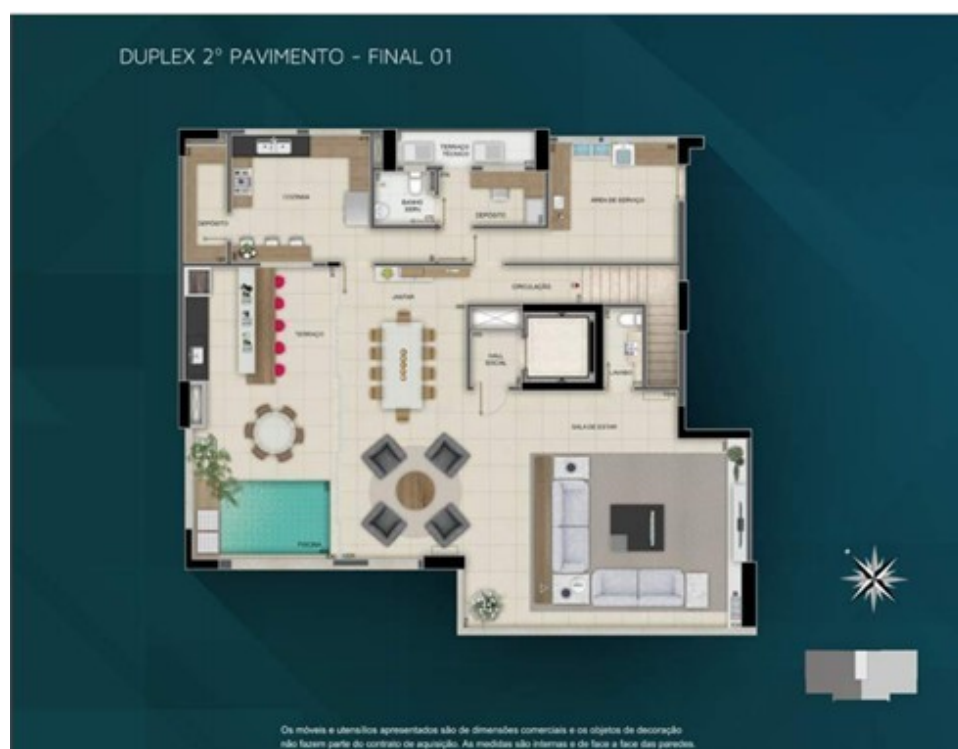 DUPLEX 2º PAVIMENTO - FINAL 01
TERRAÇO
TÉCNICO
COZINHA
BANHO
SERV.
ÁREA DE SERVIÇO
DEPÓSITO
DEPÓSITO
CIRCULAÇÃO
JANTAR
TERRAÇO
HALL
SOCIAL
LAVABO
SALA DE ESTAR
PISCINA
Os móveis e utensílios apresentados são de dimensões comerciais e os objetos de decoração
não fazem parte do contrato de aquisição. As medidas são internas e de face a face das paredes.